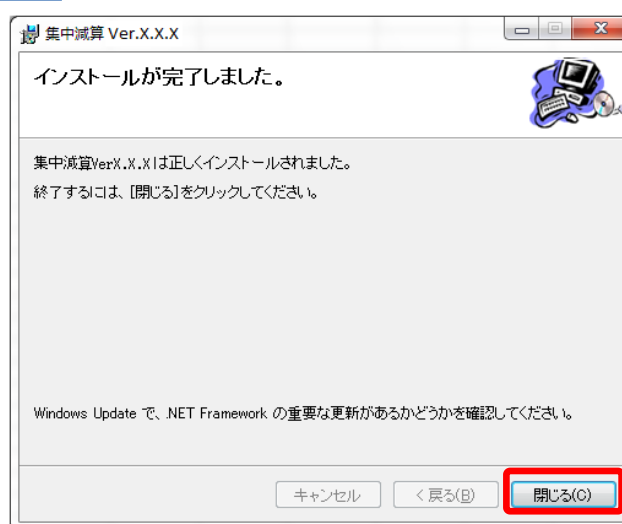 集中減算 Ver.X.X.X
インストールが完了しました。
集中減算VerX.X.Xは正しくインストールされました。
終了するには、[閉じる]をクリックしてください。
Windows Update で、.NET Framework の重要な更新があるかどうかを確認してください。
キャンセル
< 戻る(B)
閉じる(C)